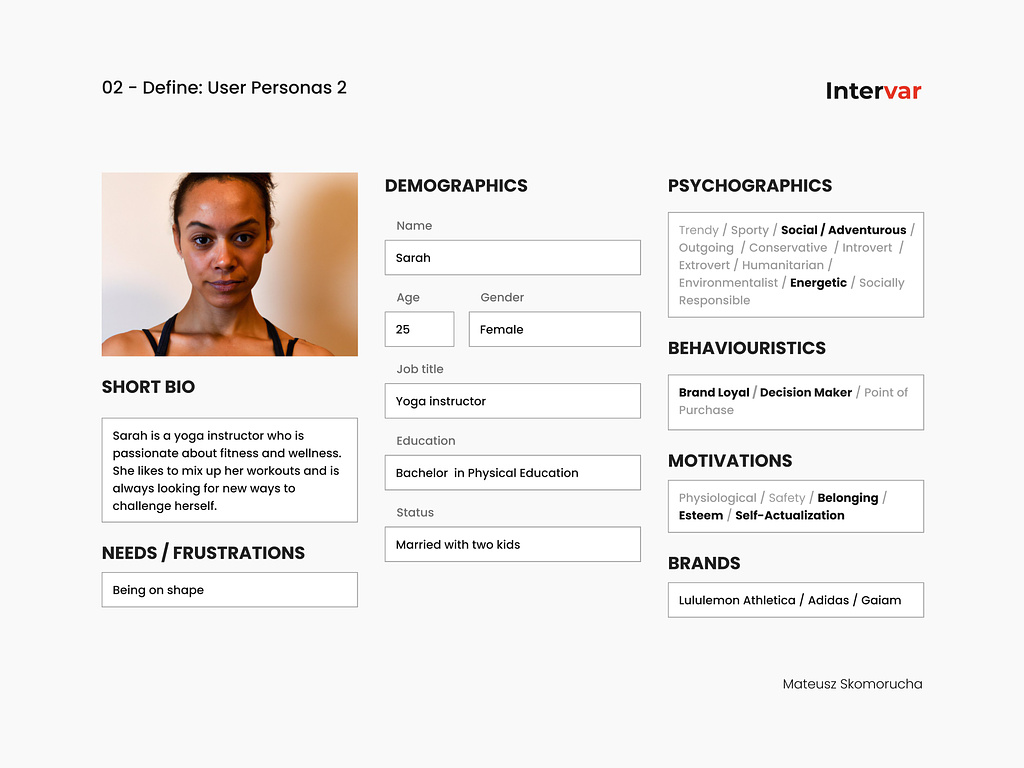 02 - Define: User Personas 2
Intervar
SHORT BIO
Sarah is a yoga instructor who is
passionate about fitness and wellness.
She likes to mix up her workouts and is
always looking for new ways to
challenge herself.
NEEDS / FRUSTRATIONS
Being on shape
DEMOGRAPHICS
Name
Sarah
Age
25
Gender
Female
Job title
Yoga instructor
Education
Bachelor  in Physical Education
Status
Married with two kids
PSYCHOGRAPHICS
Trendy / Sporty / Social / Adventurous /
Outgoing  / Conservative  / Introvert  /
Extrovert / Humanitarian /
Environmentalist / Energetic / Socially
Responsible
BEHAVIOURISTICS
Brand Loyal / Decision Maker / Point of
Purchase
MOTIVATIONS
Physiological / Safety / Belonging /
Esteem / Self-Actualization
BRANDS
Lululemon Athletica / Adidas / Gaiam
Mateusz Skomorucha